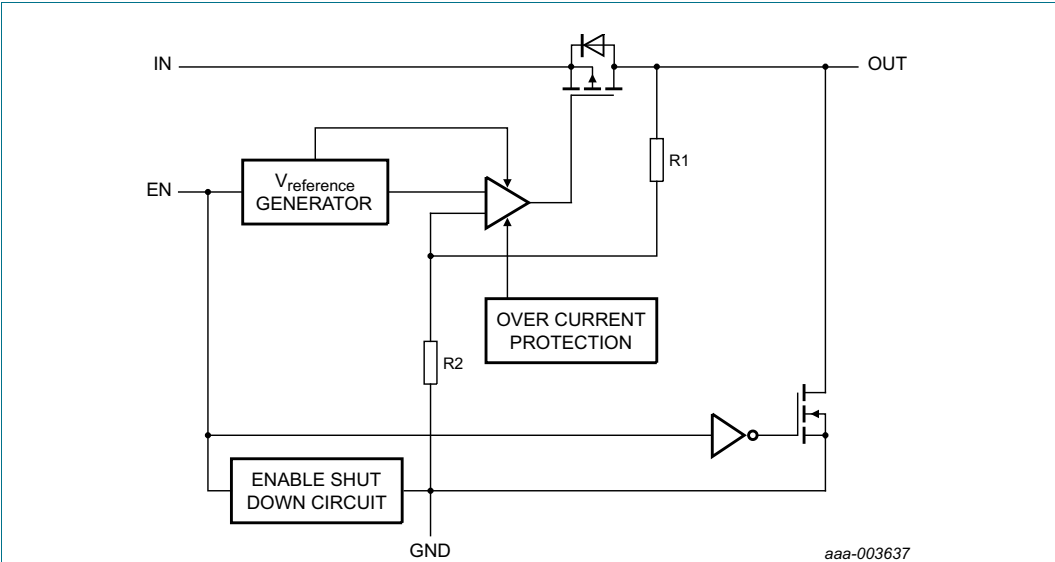 IN
OUT
R1
EN
Vreference
GENERATOR
OVER CURRENT
PROTECTION
R2
ENABLE SHUT
DOWN CIRCUIT
GND
aaa-003637